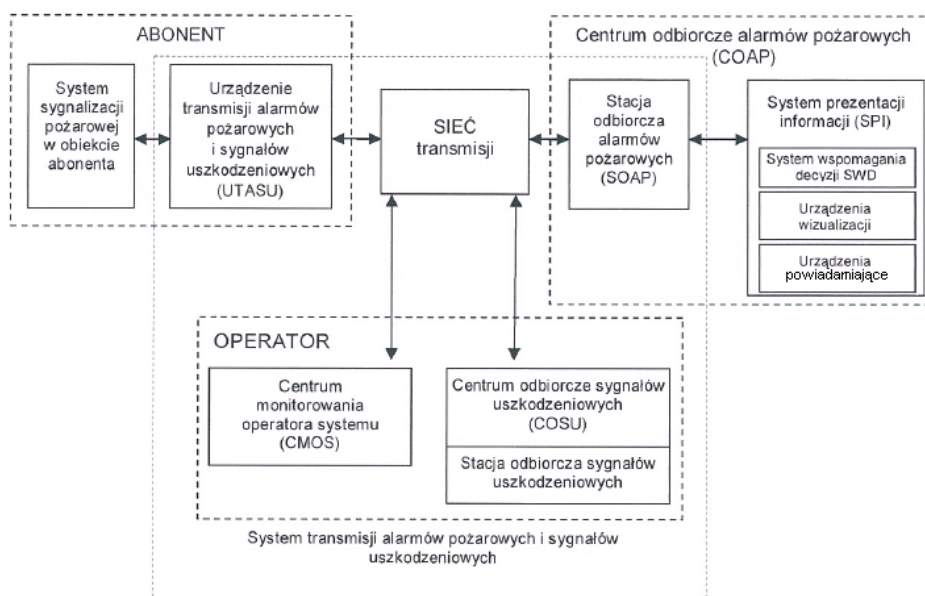 ABONENT
System
sygnalizacji
pożarowej
w obiekcie
abonenta
Urządzenie
transmisji alarmów
pożarowych
i sygnałów
uszkodzeniowych
(UTASU)
SIEĆ
transmisji
Centrum odbiorcze alarmów pożarowych
(COAP)
Stacja
odbiorcza
alarmów
pożarowych
(SOAP)
System prezentacji
informacji (SPI)
System wspomagania
decyzji SWD
Urządzenia
wizualizacji
Urządzenia
powiadamiające
OPERATOR
Centrum
monitorowania
operatora systemu
(CMOS)
Centrum odbiorcze sygnałów
uszkodzeniowych
(COSU)
Stacja odbiorcza sygnałów
uszkodzeniowych
System transmisji alarmów pożarowych i sygnałów
uszkodzeniowych